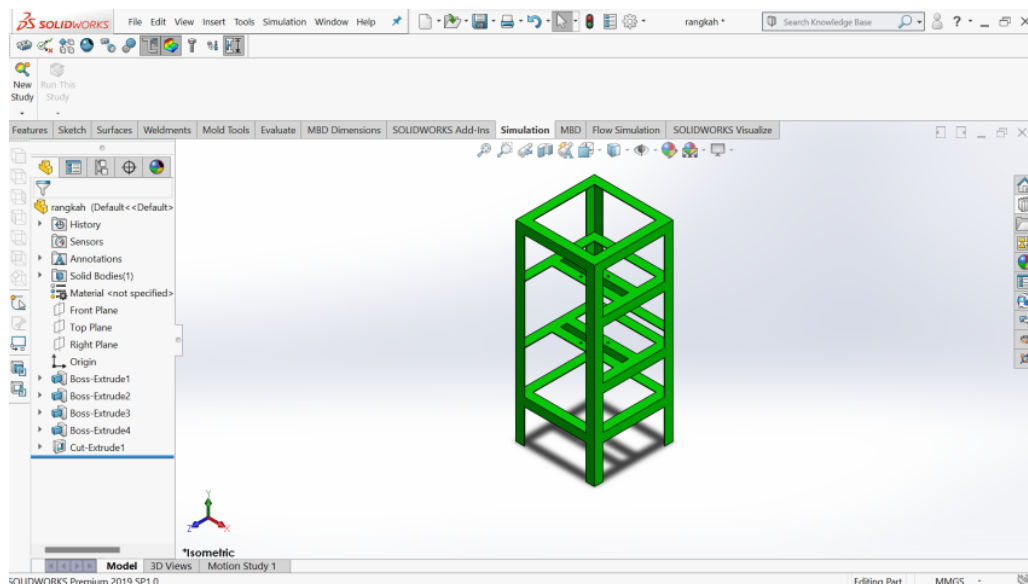 SOLIDWORKS File Edit View Insert Tools Simulation Window Help rangkah * Search Knowledge Base ?
New Study
Run This Study
Features Sketch Surfaces Weldments Mold Tools Evaluate MBD Dimensions SOLIDWORKS Add-Ins Simulation MBD Flow Simulation SOLIDWORKS Visualize
rangkah (Default<<Default>
History
Sensors
Annotations
Solid Bodies(1)
Material <not specified>
Front Plane
Top Plane
Right Plane
Origin
Boss-Extrude1
Boss-Extrude2
Boss-Extrude3
Boss-Extrude4
Cut-Extrude1
Y
Z X
*Isometric
Model 3D Views Motion Study 1
SOLIDWORKS Premium 2019 SP1.0 Editing Part MMGS